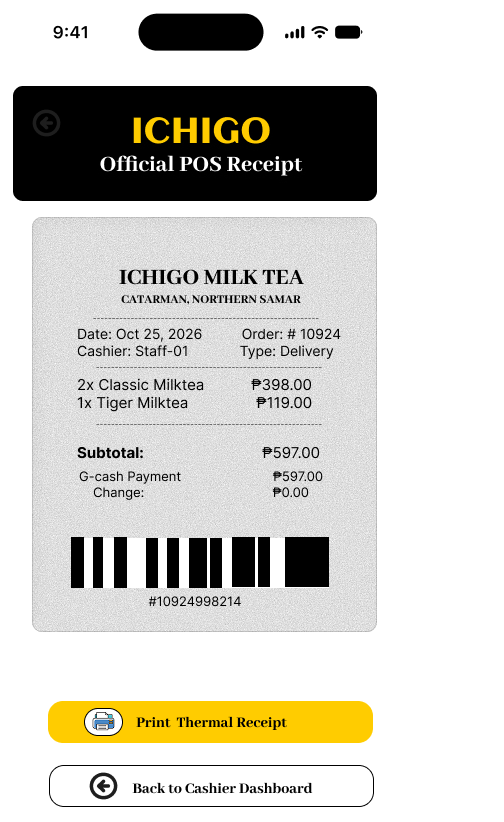 9:41
ICHIGO
Official POS Receipt
ICHIGO MILK TEA
CATARMAN, NORTHERN SAMAR
Date: Oct 25, 2026 Order: # 10924
Cashier: Staff-01 Type: Delivery
2x Classic Milktea ₱398.00
1x Tiger Milktea ₱119.00
Subtotal: ₱597.00
G-cash Payment ₱597.00
Change: ₱0.00
#10924998214
Print Thermal Receipt
Back to Cashier Dashboard